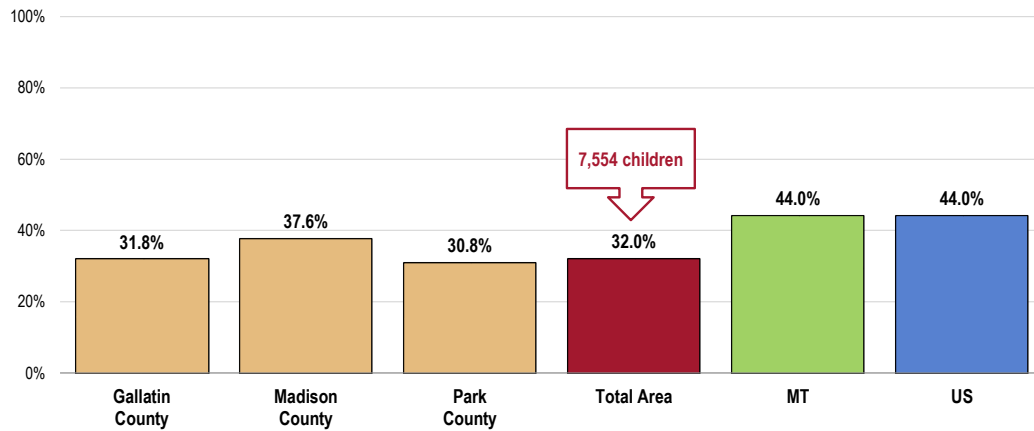 100%
80%
60%
40%
20%
0%
7,554 children
31.8%
37.6%
30.8%
32.0%
44.0%
44.0%
Gallatin
County
Madison
County
Park
County
Total Area
MT
US